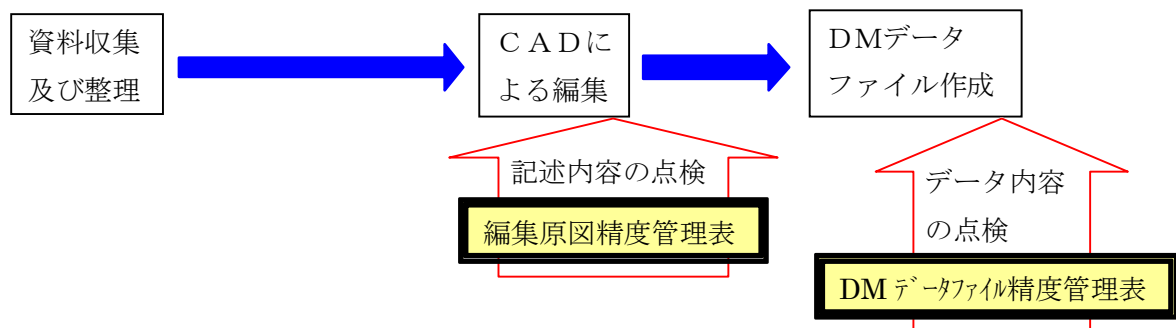 資料収集
及び整理
ＣＡＤに
よる編集
ＤＭデータ
ファイル作成
記述内容の点検
編集原図精度管理表
データ内容
の点検
DM ﾃﾞｰﾀﾌｧｲﾙ精度管理表